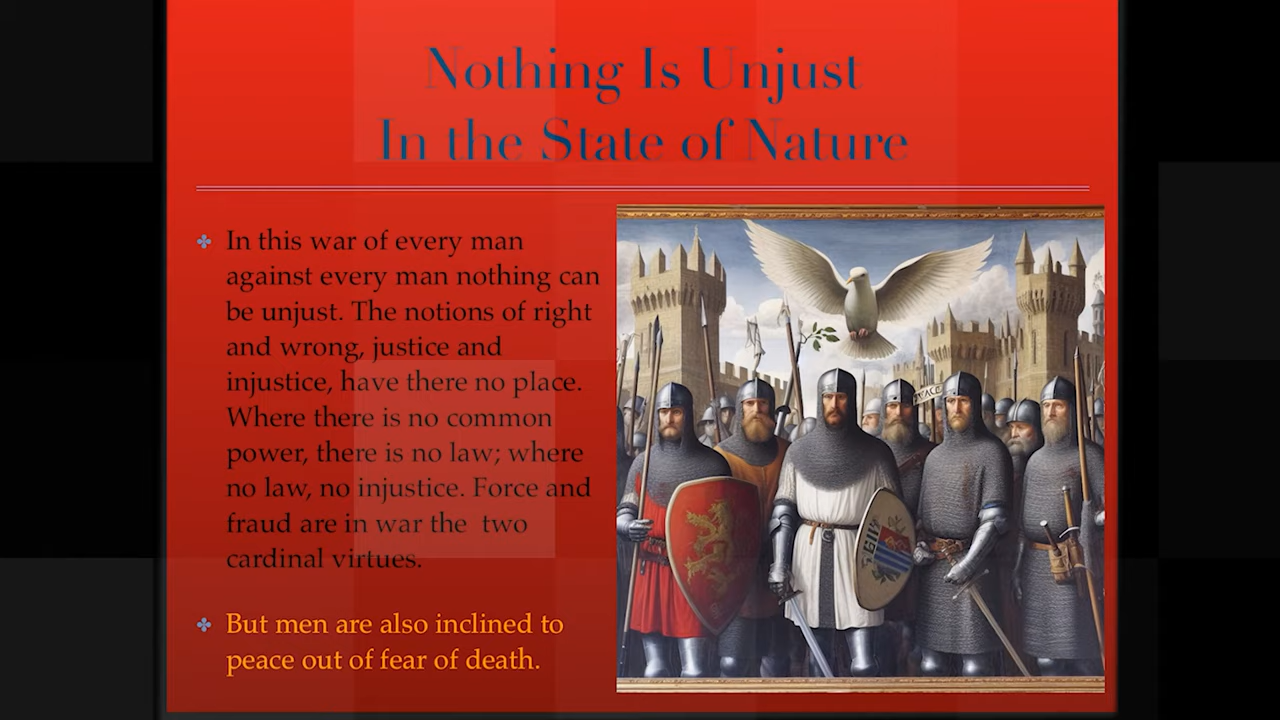 Nothing Is Unjust
In the State of Nature
In this war of every man
against every man nothing can
be unjust. The notions of right
and wrong, justice and
injustice, have there no place.
Where there is no common
power, there is no law; where
no law, no injustice. Force and
fraud are in war the two
cardinal virtues.
But men are also inclined to
peace out of fear of death.